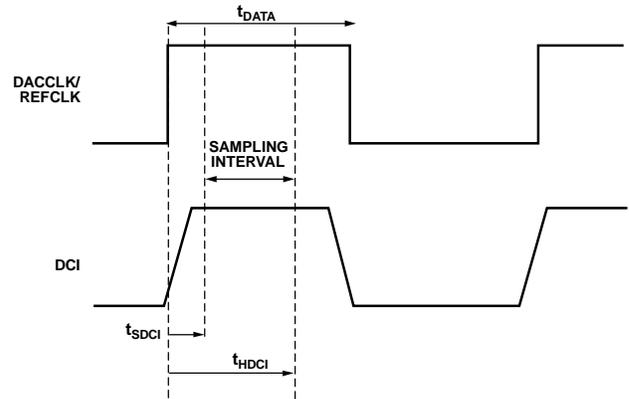 tDATA
DACCLK/
REFCLK
SAMPLING
INTERVAL
DCI
tSDCI
tHDCI